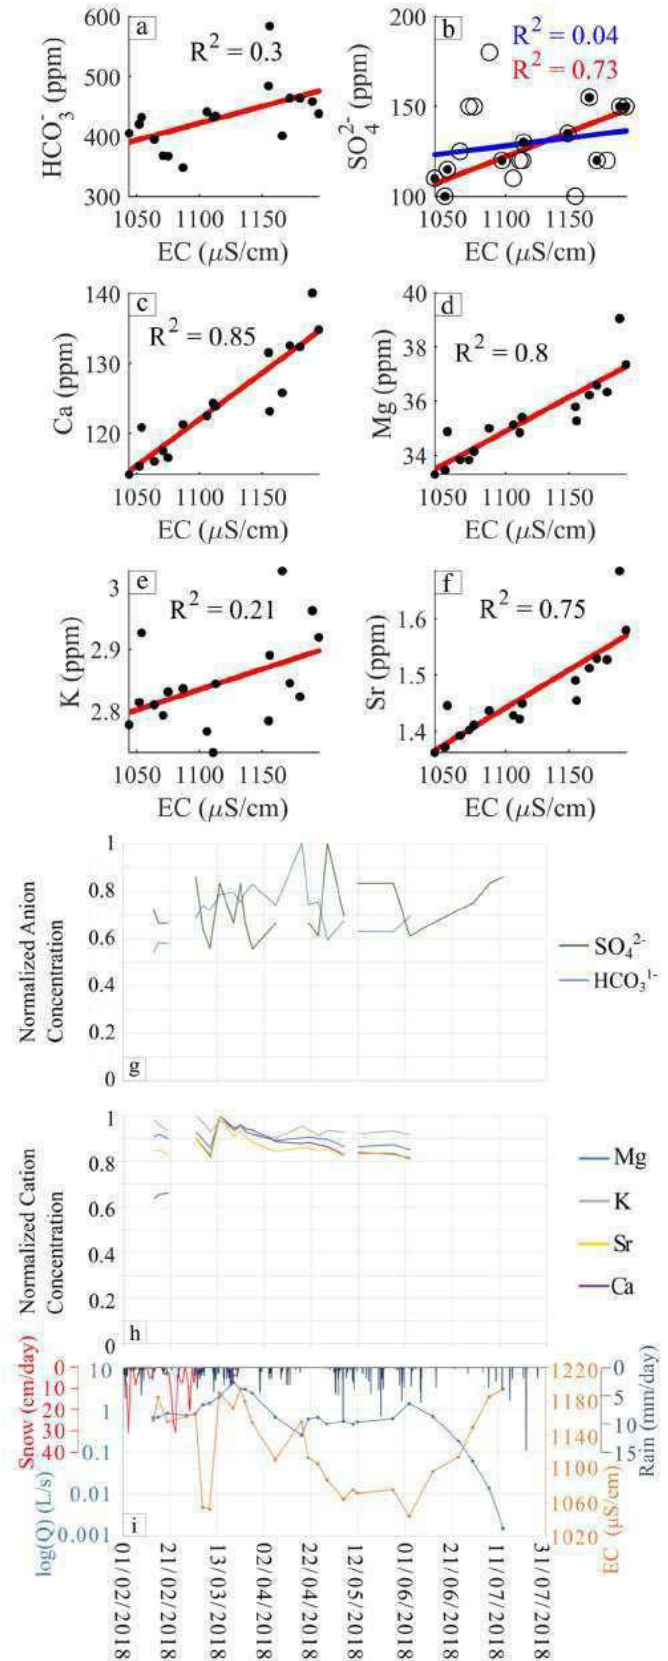 a
R² = 0.3
HCO₃⁻ (ppm)
600
500
400
300
1050 1100 1150
EC (μS/cm)
b
R² = 0.04
R² = 0.73
SO₄²⁻ (ppm)
200
150
100
1050 1100 1150
EC (μS/cm)
c
R² = 0.85
Ca (ppm)
140
130
120
1050 1100 1150
EC (μS/cm)
d
R² = 0.8
Mg (ppm)
40
38
36
34
1050 1100 1150
EC (μS/cm)
e
R² = 0.21
K (ppm)
3
2.9
2.8
1050 1100 1150
EC (μS/cm)
f
R² = 0.75
Sr (ppm)
1.6
1.5
1.4
1050 1100 1150
EC (μS/cm)
Normalized Anion
Concentration
1
0.8
0.6
0.4
0.2
0
g
SO₄²⁻
HCO₃¹⁻
Normalized Cation
Concentration
1
0.8
0.6
0.4
0.2
0
h
Mg
K
Sr
Ca
Snow (cm/day)
0
10
20
30
40
log(Q) (L/s)
10
1
0.1
0.01
0.001
i
1220
1180
1140
1100
1060
1020
EC (μS/cm)
0
5
10
15
Rain (mm/day)
01/02/2018
21/02/2018
13/03/2018
02/04/2018
22/04/2018
12/05/2018
01/06/2018
21/06/2018
11/07/2018
31/07/2018